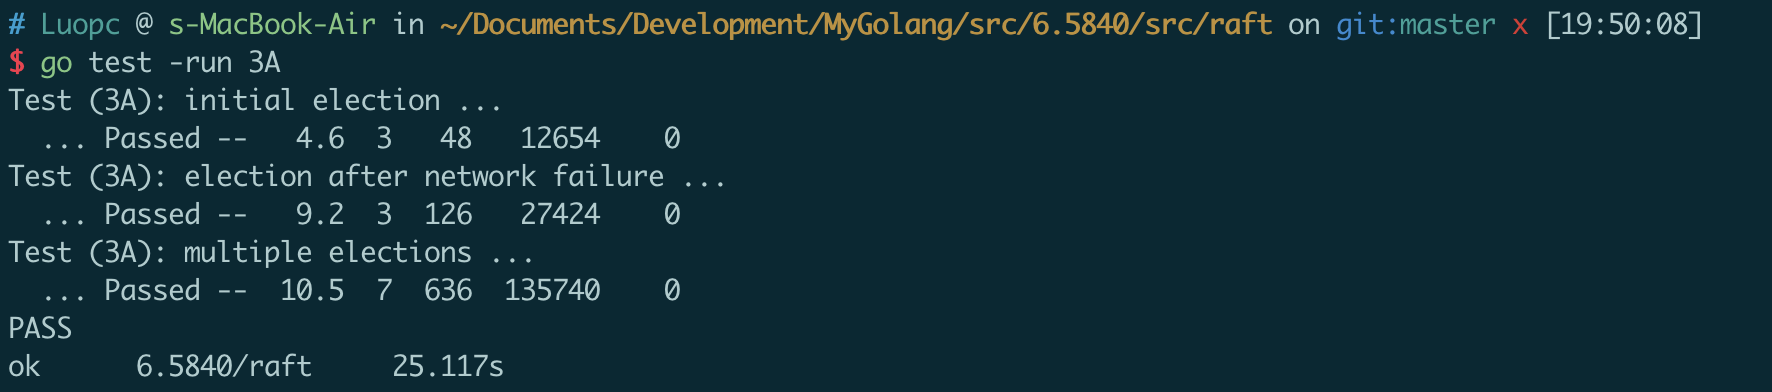 # Luopc @ s-MacBook-Air in ~/Documents/Development/MyGolang/src/6.5840/src/raft on git:master x [19:50:08]
$ go test -run 3A
Test (3A): initial election ...
  ... Passed --   4.6  3   48   12654    0
Test (3A): election after network failure ...
  ... Passed --   9.2  3  126   27424    0
Test (3A): multiple elections ...
  ... Passed --  10.5  7  636  135740    0
PASS
ok      6.5840/raft     25.117s